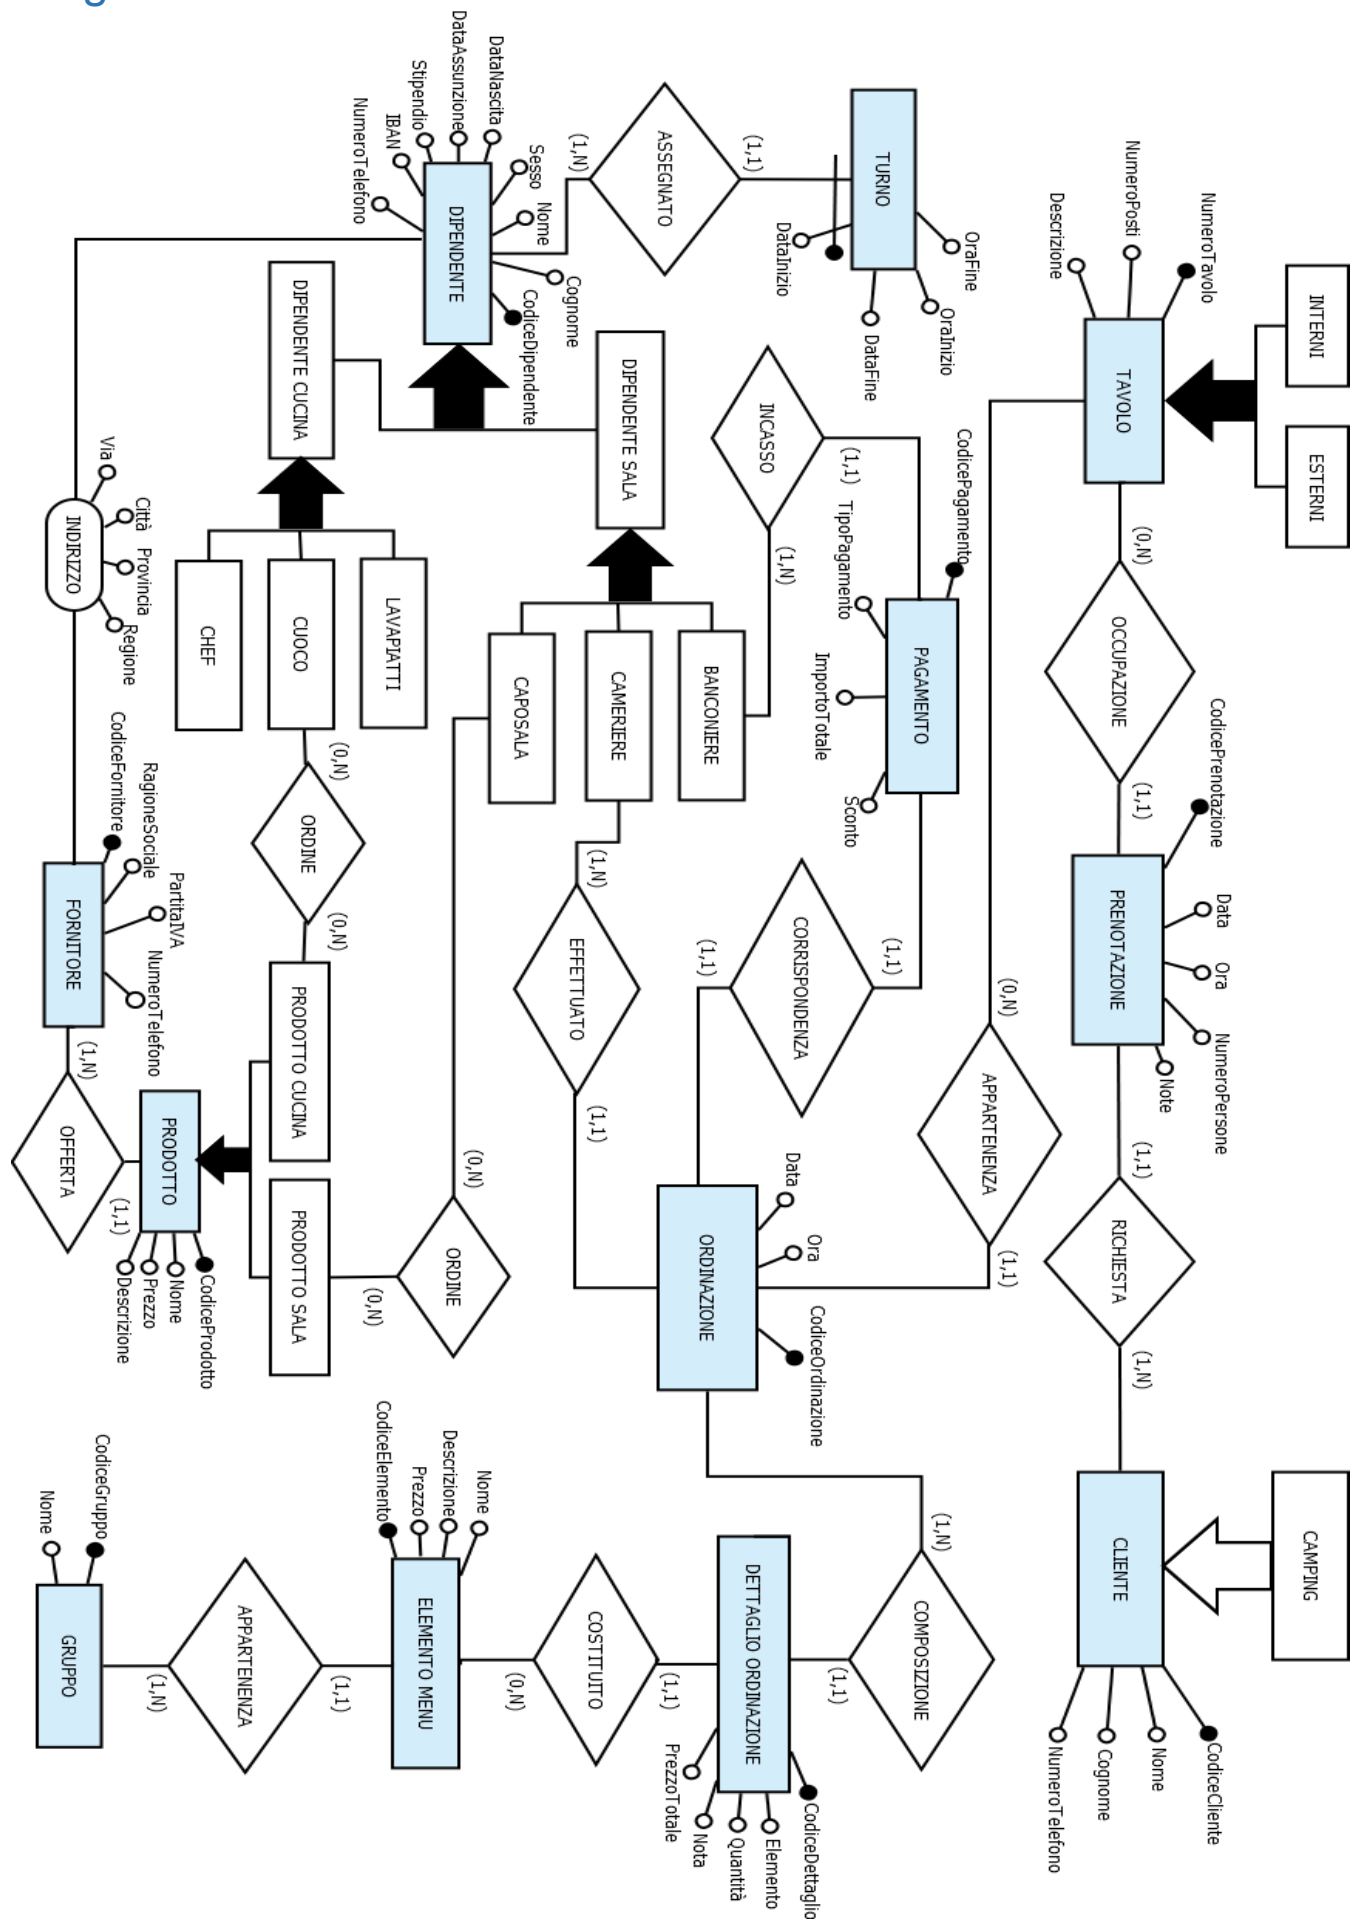 INTERNI
ESTERNI
CAMPING
NumeroTavolo
NumeroPosti
Descrizione
TAVOLO
(0,N)
OCCUPAZIONE
(1,1)
CodicePrenotazione
Data
Ora
NumeroPersone
Note
PRENOTAZIONE
(1,1)
RICHIESTA
(1,N)
CLIENTE
CodiceCliente
Nome
Cognome
NumeroTelefono
OraFine
OraInizio
DataFine
TURNO
DataInizio
(1,1)
ASSEGNATO
(1,N)
CodicePagamento
TipoPagamento
ImportoTotale
Sconto
PAGAMENTO
(1,1)
INCASSO
(1,N)
(1,1)
CORRISPONDENZA
(1,1)
(0,N)
APPARTENENZA
(1,1)
Data
Ora
CodiceOrdinazione
ORDINAZIONE
(1,N)
COMPOSIZIONE
(1,1)
DETTAGLIO ORDINAZIONE
CodiceDettaglio
Elemento
Quantità
Nota
PrezzoTotale
(1,1)
COSTITUITO
(0,N)
DataNascita
DataAssunzione
Stipendio
IBAN
NumeroTelefono
Sesso
Nome
Cognome
CodiceDipendente
DIPENDENTE
DIPENDENTE SALA
BANCONIERE
CAMERIERE
CAPOSALA
(1,N)
EFFETTUATO
(1,1)
DIPENDENTE CUCINA
LAVAPIATTI
CUOCO
CHEF
(0,N)
ORDINE
(0,N)
(0,N)
ORDINE
(0,N)
PRODOTTO CUCINA
PRODOTTO SALA
Nome
Descrizione
Prezzo
CodiceElemento
ELEMENTO MENU
(1,1)
APPARTENENZA
(1,N)
Via
Città
Provincia
Regione
INDIRIZZO
CodiceFornitore
RagioneSociale
PartitaIVA
NumeroTelefono
FORNITORE
(1,N)
OFFERTA
(1,1)
PRODOTTO
CodiceProdotto
Nome
Prezzo
Descrizione
CodiceGruppo
Nome
GRUPPO